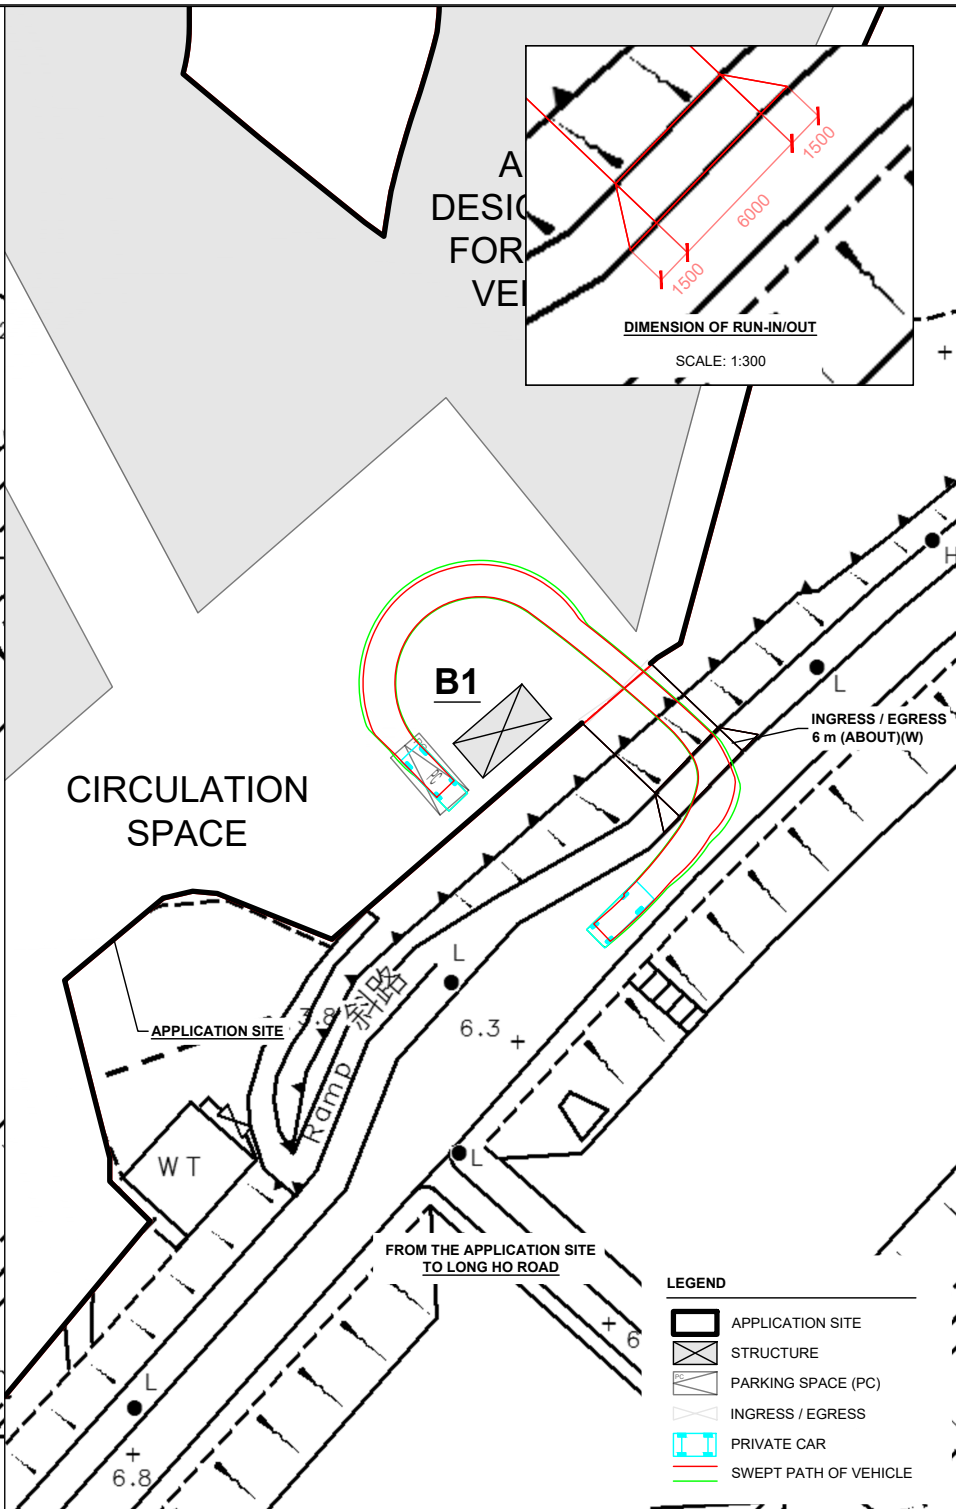 1500
6000
1500
DIMENSION OF RUN-IN/OUT
SCALE: 1:300
FOR
B1
H
L
INGRESS / EGRESS
6 m (ABOUT)(W)
CIRCULATION
SPACE
L
斜路
3.8
6.3
APPLICATION SITE
Ramp
WT
L
FROM THE APPLICATION SITE
TO LONG HO ROAD
6
L
6.8
LEGEND
APPLICATION SITE
STRUCTURE
PC
PARKING SPACE (PC)
INGRESS / EGRESS
PRIVATE CAR
SWEPT PATH OF VEHICLE